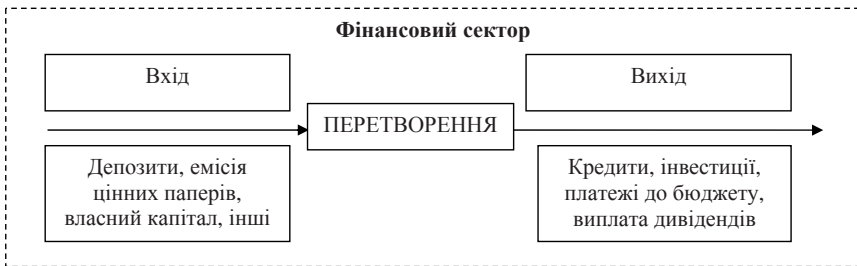 Фінансовий сектор
Вхід
Вихід
ПЕРЕТВОРЕННЯ
Депозити, емісія
цінних паперів,
власний капітал, інші
Кредити, інвестиції,
платежі до бюджету,
виплата дивідендів